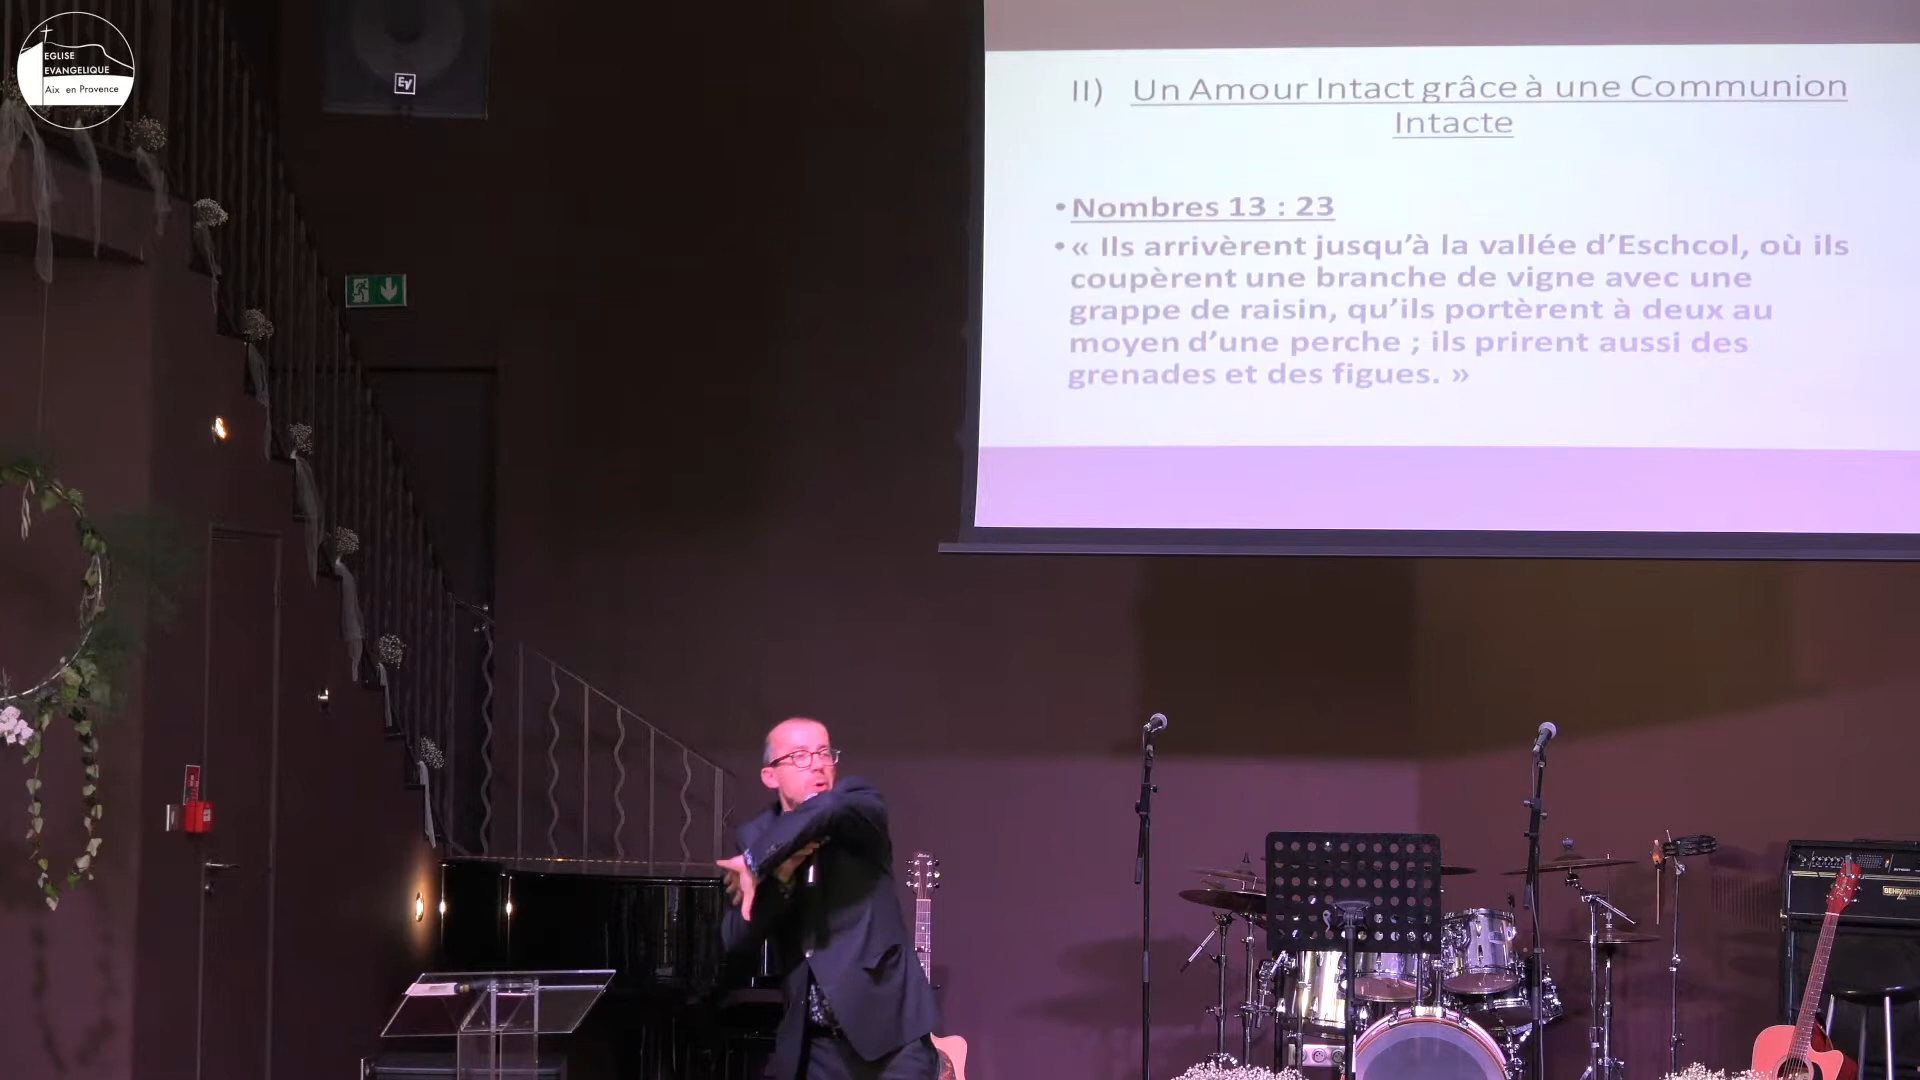 EGLISE
EVANGELIQUE
Aix en Provence
EV
II) Un Amour Intact grâce à une Communion
Intacte
•Nombres 13 : 23
•« Ils arrivèrent jusqu'à la vallée d'Eschcol, où ils
coupèrent une branche de vigne avec une
grappe de raisin, qu'ils portèrent à deux au
moyen d'une perche ; ils prirent aussi des
grenades et des figues. »
BEHRINGER